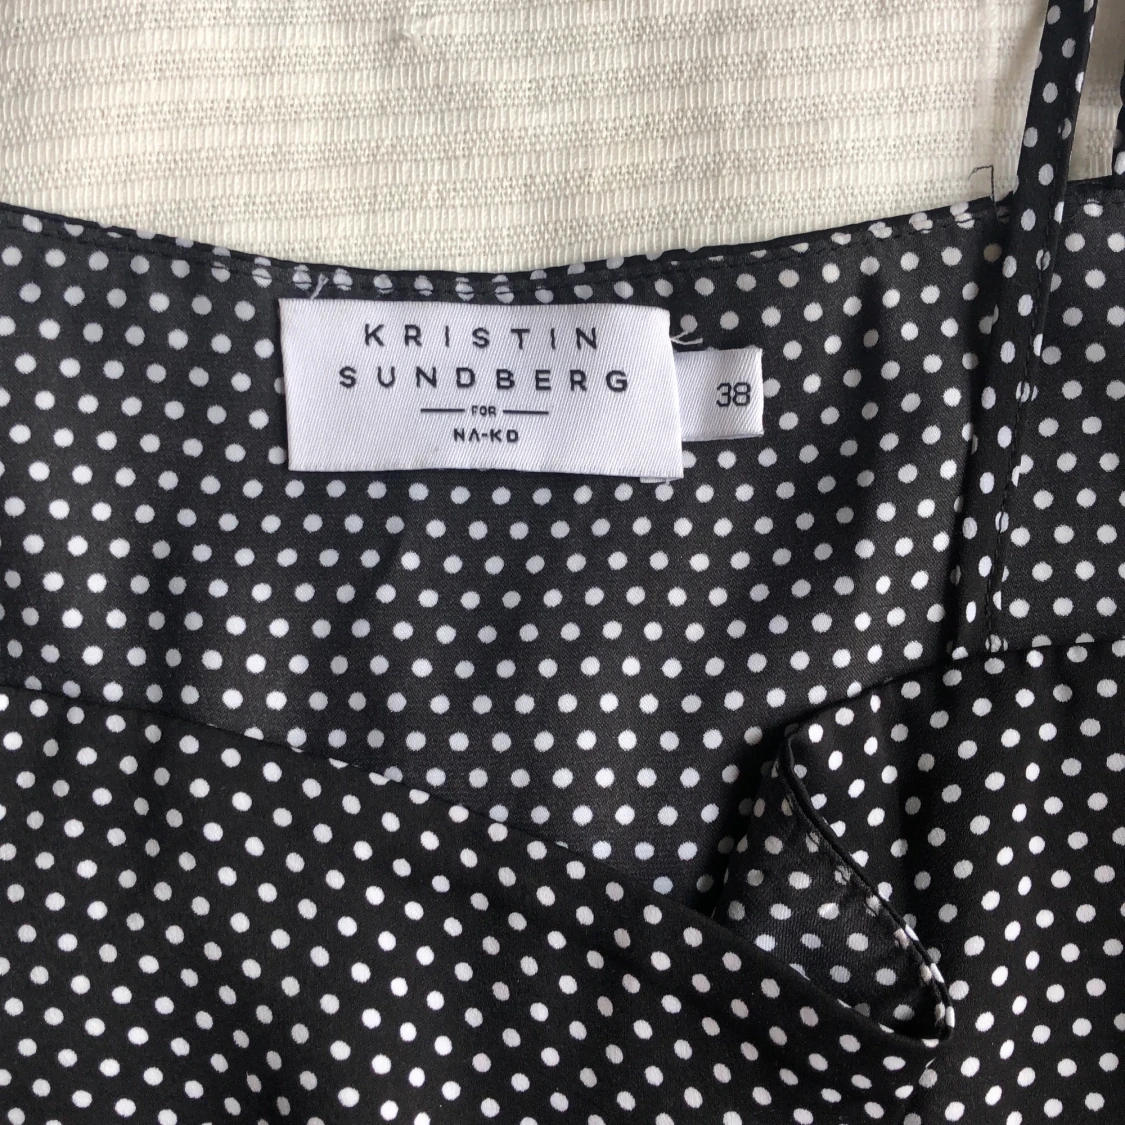 KRISTIN
SUNDBERG
FOR
NA-KD
38